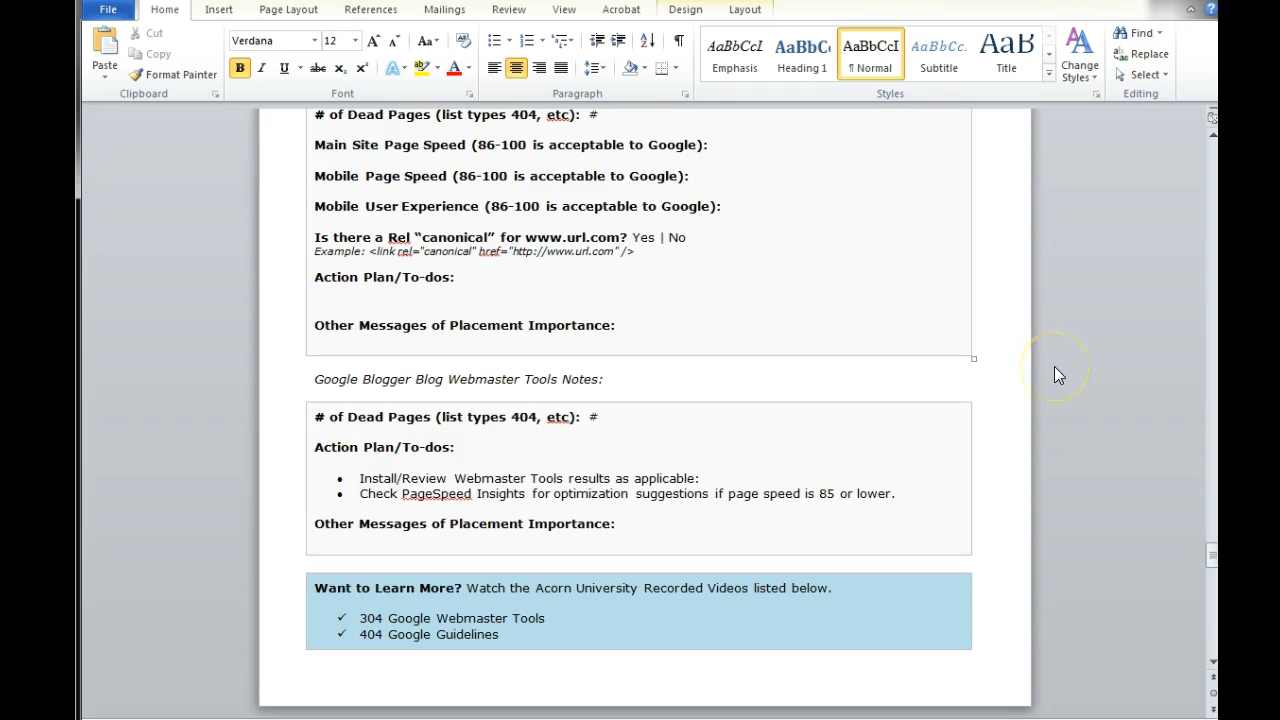 File Home Insert Page Layout References Mailings Review View Acrobat Design Layout
Paste Cut Copy Format Painter
Verdana 12
AaBbCcI Emphasis AaBbC Heading 1 AaBbCcI ¶ Normal AaBbCc. Subtitle AaB Title
Change Styles
Find Replace Select
Clipboard Font Paragraph Styles Editing
# of Dead Pages (list types 404, etc): #
Main Site Page Speed (86-100 is acceptable to Google):
Mobile Page Speed (86-100 is acceptable to Google):
Mobile User Experience (86-100 is acceptable to Google):
Is there a Rel “canonical” for www.url.com? Yes | No
Example: <link rel="canonical" href="http://www.url.com" />
Action Plan/To-dos:
Other Messages of Placement Importance:
Google Blogger Blog Webmaster Tools Notes:
# of Dead Pages (list types 404, etc): #
Action Plan/To-dos:
• Install/Review Webmaster Tools results as applicable:
• Check PageSpeed Insights for optimization suggestions if page speed is 85 or lower.
Other Messages of Placement Importance:
Want to Learn More? Watch the Acorn University Recorded Videos listed below.
✓ 304 Google Webmaster Tools
✓ 404 Google Guidelines